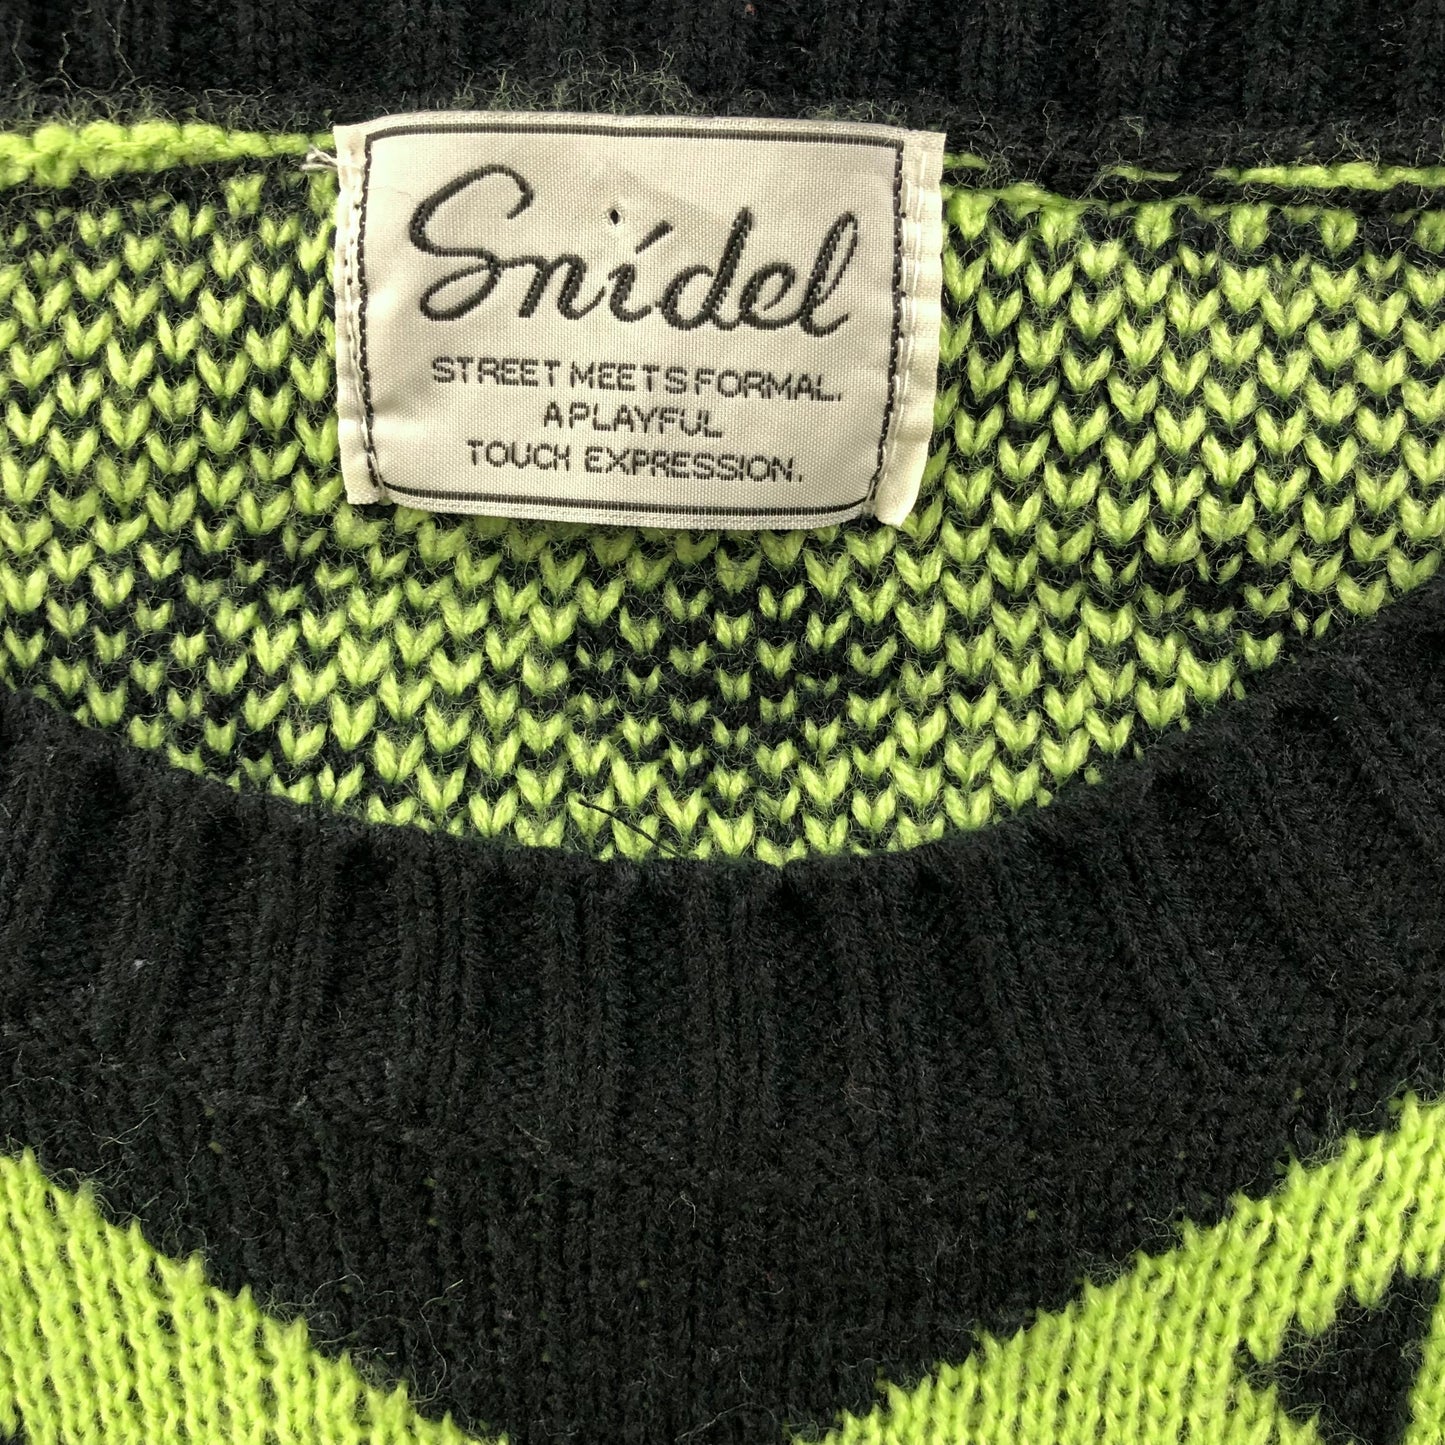 Snidel
STREET MEETS FORMAL.
A PLAYFUL
TOUCH EXPRESSION.